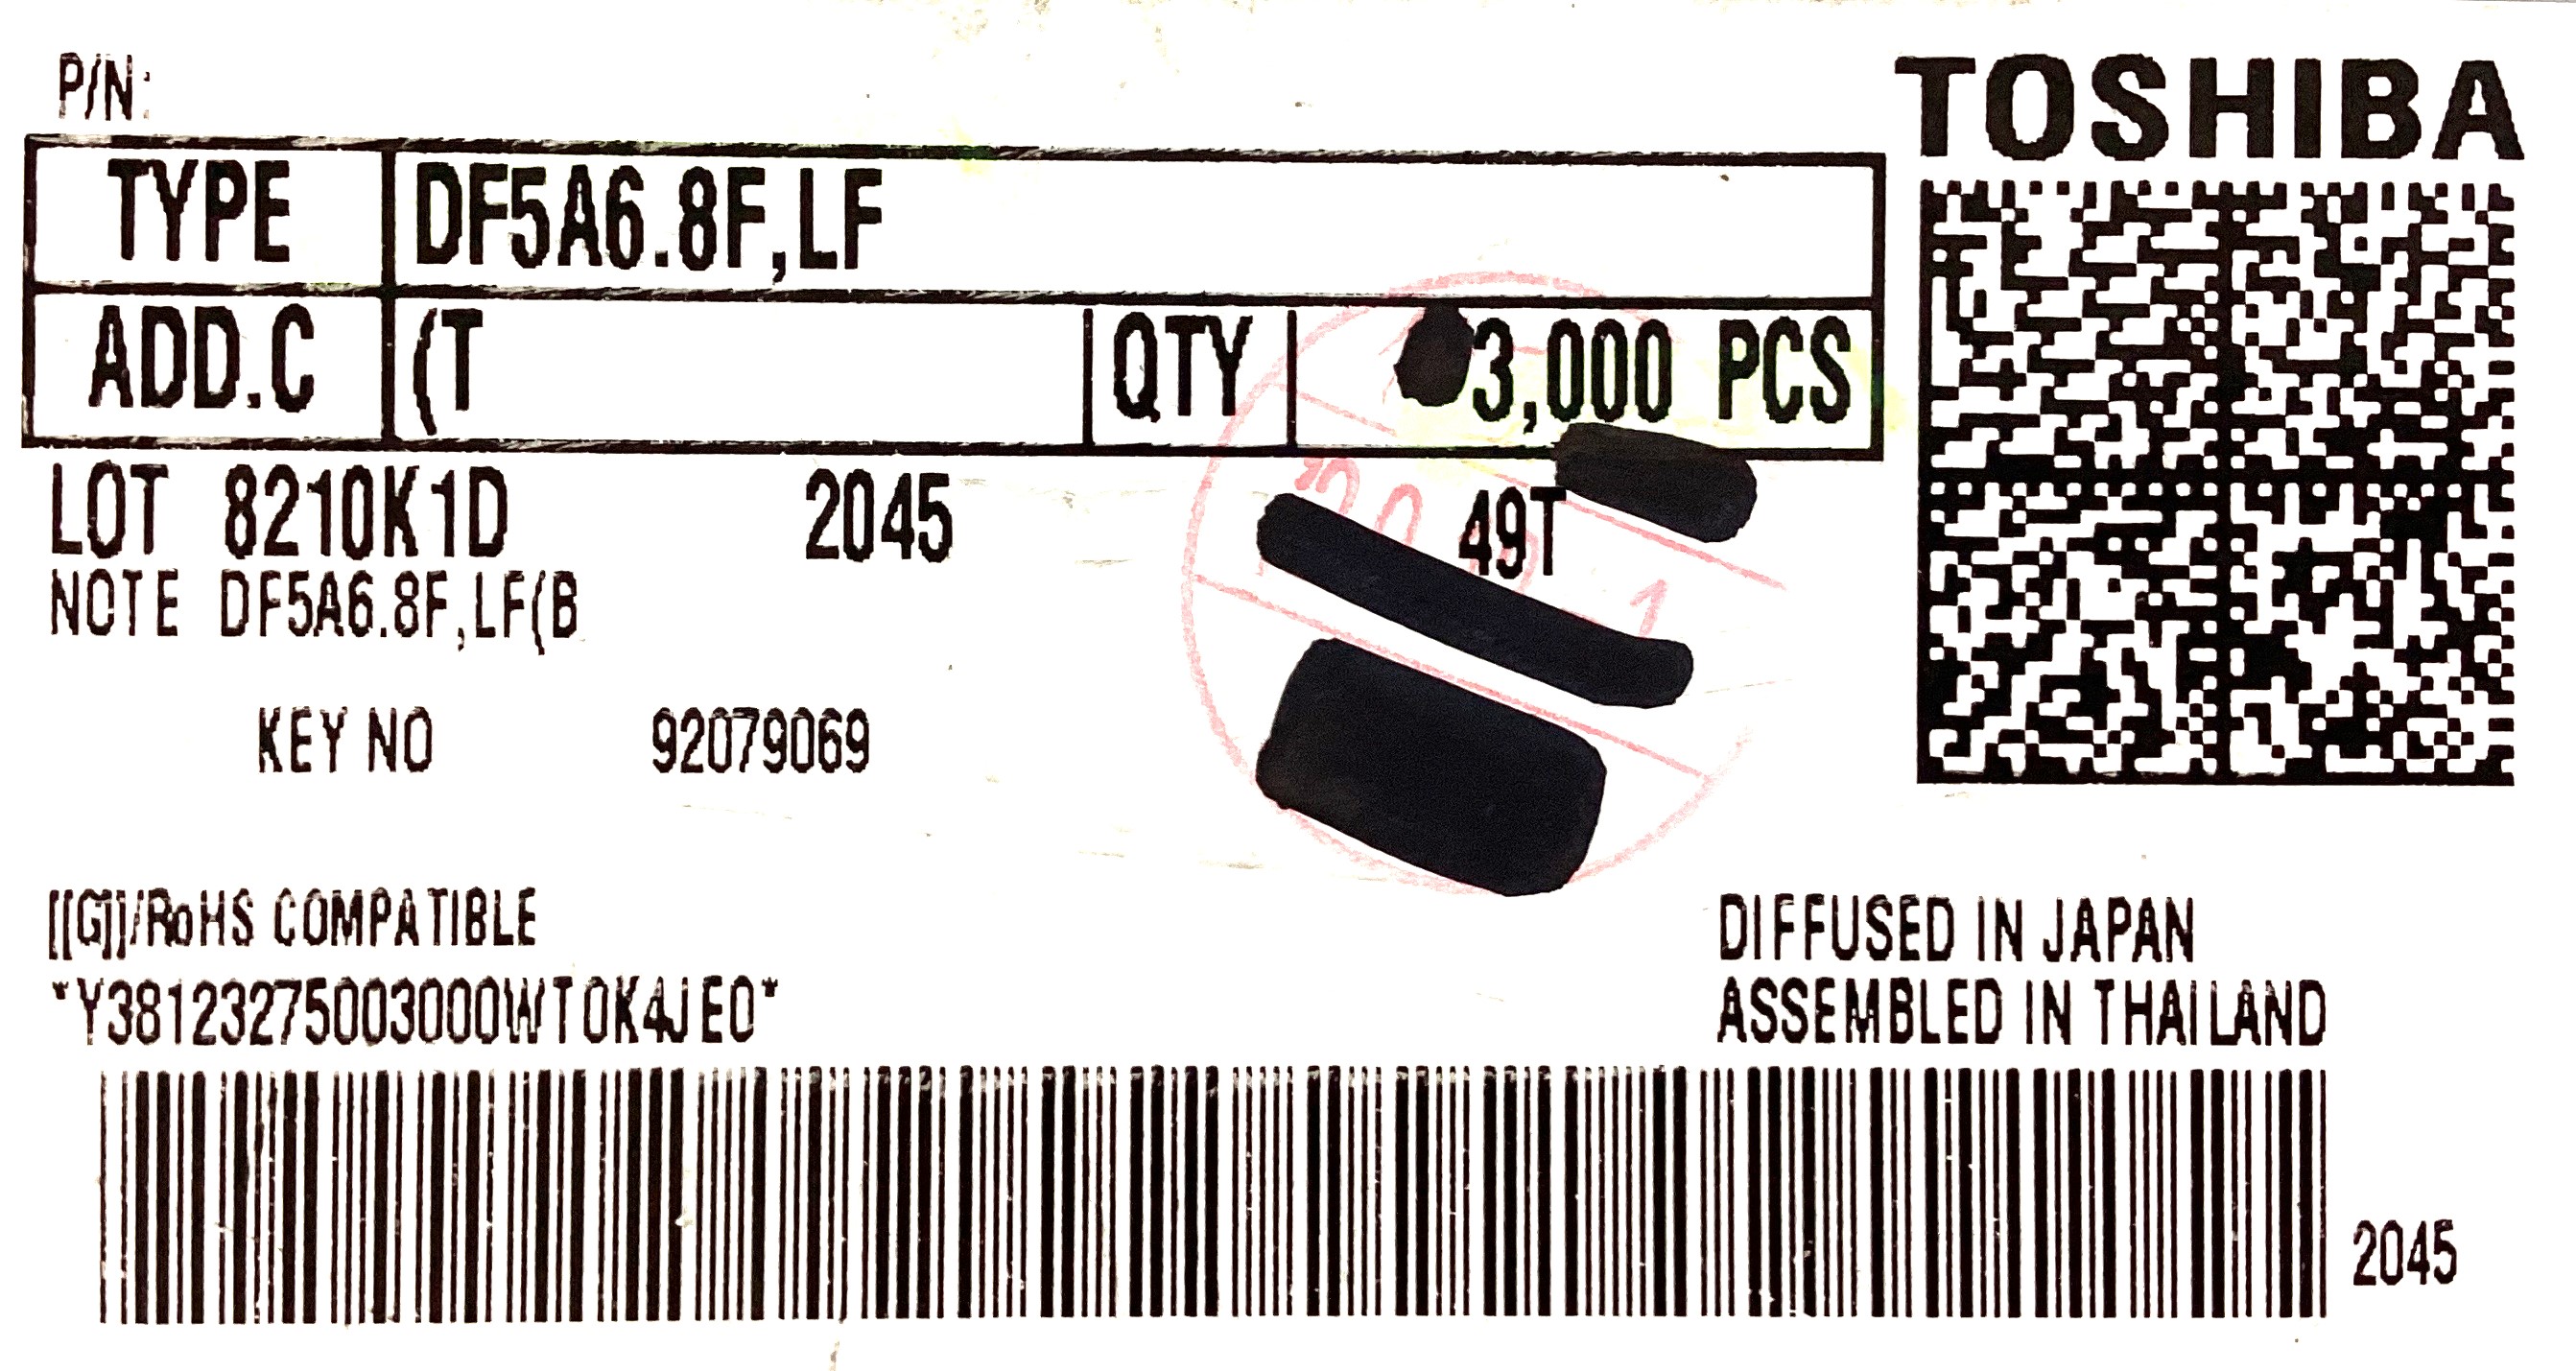 P/N:
TOSHIBA
TYPE DF5A6.8F,LF
ADD.C (T QTY 3,000 PCS
LOT 8210K1D 2045 49T
NOTE DF5A6.8F,LF(B
KEY NO 92079069
[[G]]/RoHS COMPATIBLE
DIFFUSED IN JAPAN
*Y38123275003000WT0K4JE0*
ASSEMBLED IN THAILAND
2045